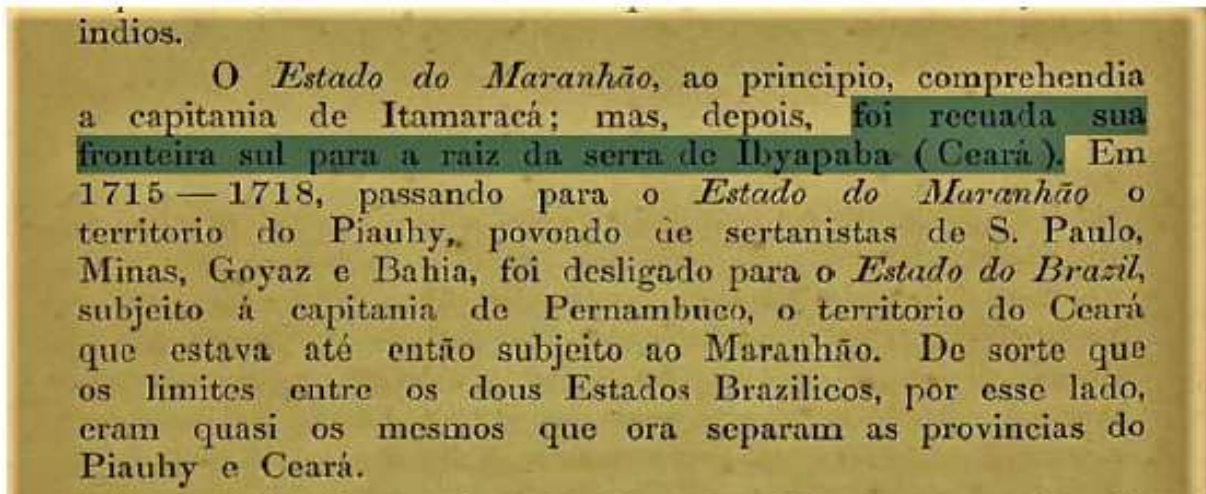 indios.
O Estado do Maranhão, ao principio, comprehendia
a capitania de Itamaracá; mas, depois, foi recuada sua
fronteira sul para a raiz da serra de Ibyapaba (Ceará). Em
1715 — 1718, passando para o Estado do Maranhão o
territorio do Piauhy, povoado de sertanistas de S. Paulo,
Minas, Goyaz e Bahia, foi desligado para o Estado do Brazil,
subjeito á capitania de Pernambuco, o territorio do Ceará
que estava até então subjeito ao Maranhão. De sorte que
os limites entre os dous Estados Brazilicos, por esse lado,
eram quasi os mesmos que ora separam as provincias do
Piauhy e Ceará.